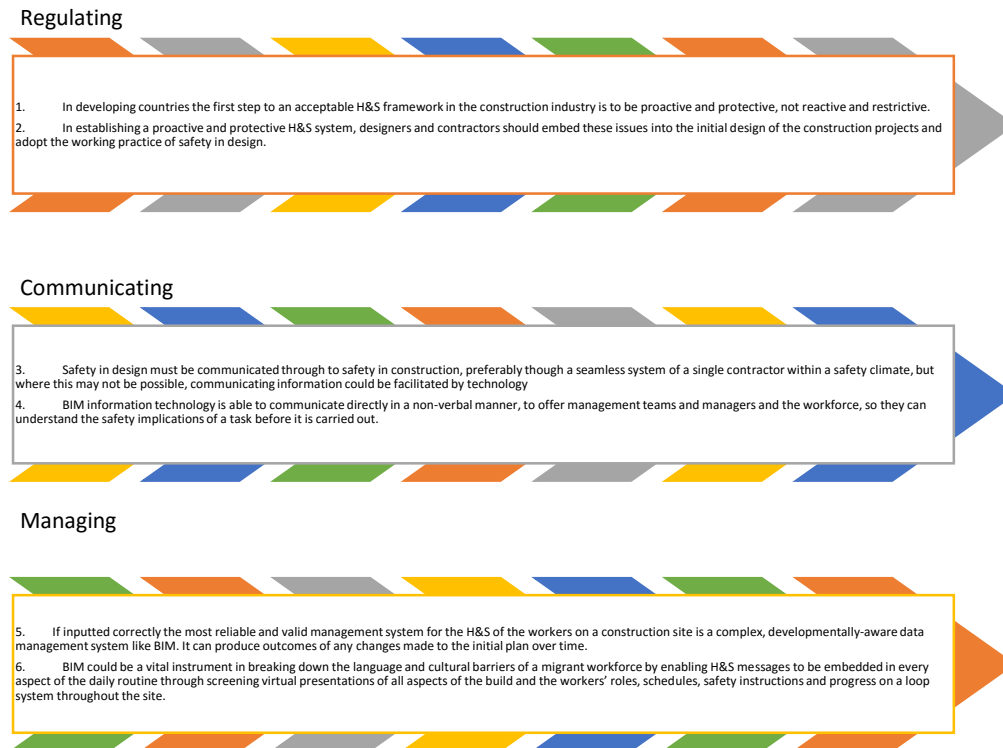 Regulating
1. In developing countries the first step to an acceptable H&S framework in the construction industry is to be proactive and protective, not reactive and restrictive.
2. In establishing a proactive and protective H&S system, designers and contractors should embed these issues into the initial design of the construction projects and
adopt the working practice of safety in design.
Communicating
3. Safety in design must be communicated through to safety in construction, preferably though a seamless system of a single contractor within a safety climate, but
where this may not be possible, communicating information could be facilitated by technology
4. BIM information technology is able to communicate directly in a non-verbal manner, to offer management teams and managers and the workforce, so they can
understand the safety implications of a task before it is carried out.
Managing
5. If inputted correctly the most reliable and valid management system for the H&S of the workers on a construction site is a complex, developmentally-aware data
management system like BIM. It can produce outcomes of any changes made to the initial plan over time.
6. BIM could be a vital instrument in breaking down the language and cultural barriers of a migrant workforce by enabling H&S messages to be embedded in every
aspect of the daily routine through screening virtual presentations of all aspects of the build and the workers' roles, schedules, safety instructions and progress on a loop
system throughout the site.